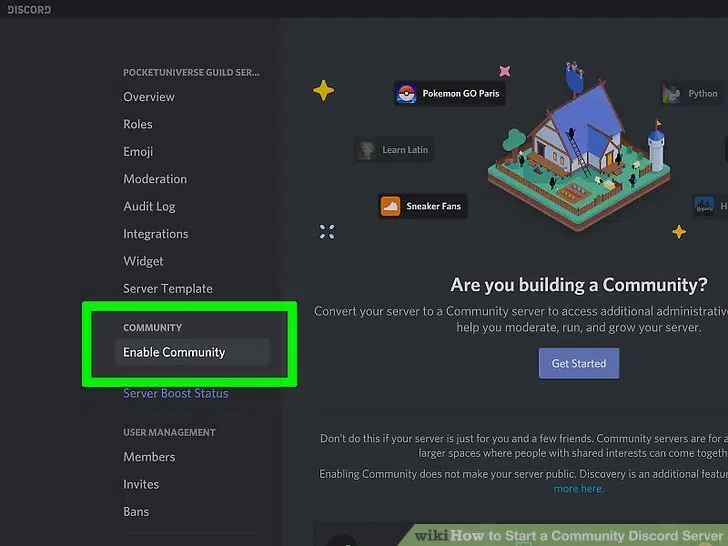 DISCORD
POCKETUNIVERSE GUILD SER...
Overview
Roles
Emoji
Moderation
Audit Log
Integrations
Widget
Server Template
COMMUNITY
Enable Community
Server Boost Status
USER MANAGEMENT
Members
Invites
Bans
Pokemon GO Paris
Python
Learn Latin
Sneaker Fans
H
Are you building a Community?
Convert your server to a Community server to access additional administrative
help you moderate, run, and grow your server.
Get Started
Don't do this if your server is just for you and a few friends. Community servers are for a
larger spaces where people with shared interests can come togeth
Enabling Community does not make your server public. Discovery is an additional featur
more here.
wikiHow to Start a Community Discord Server